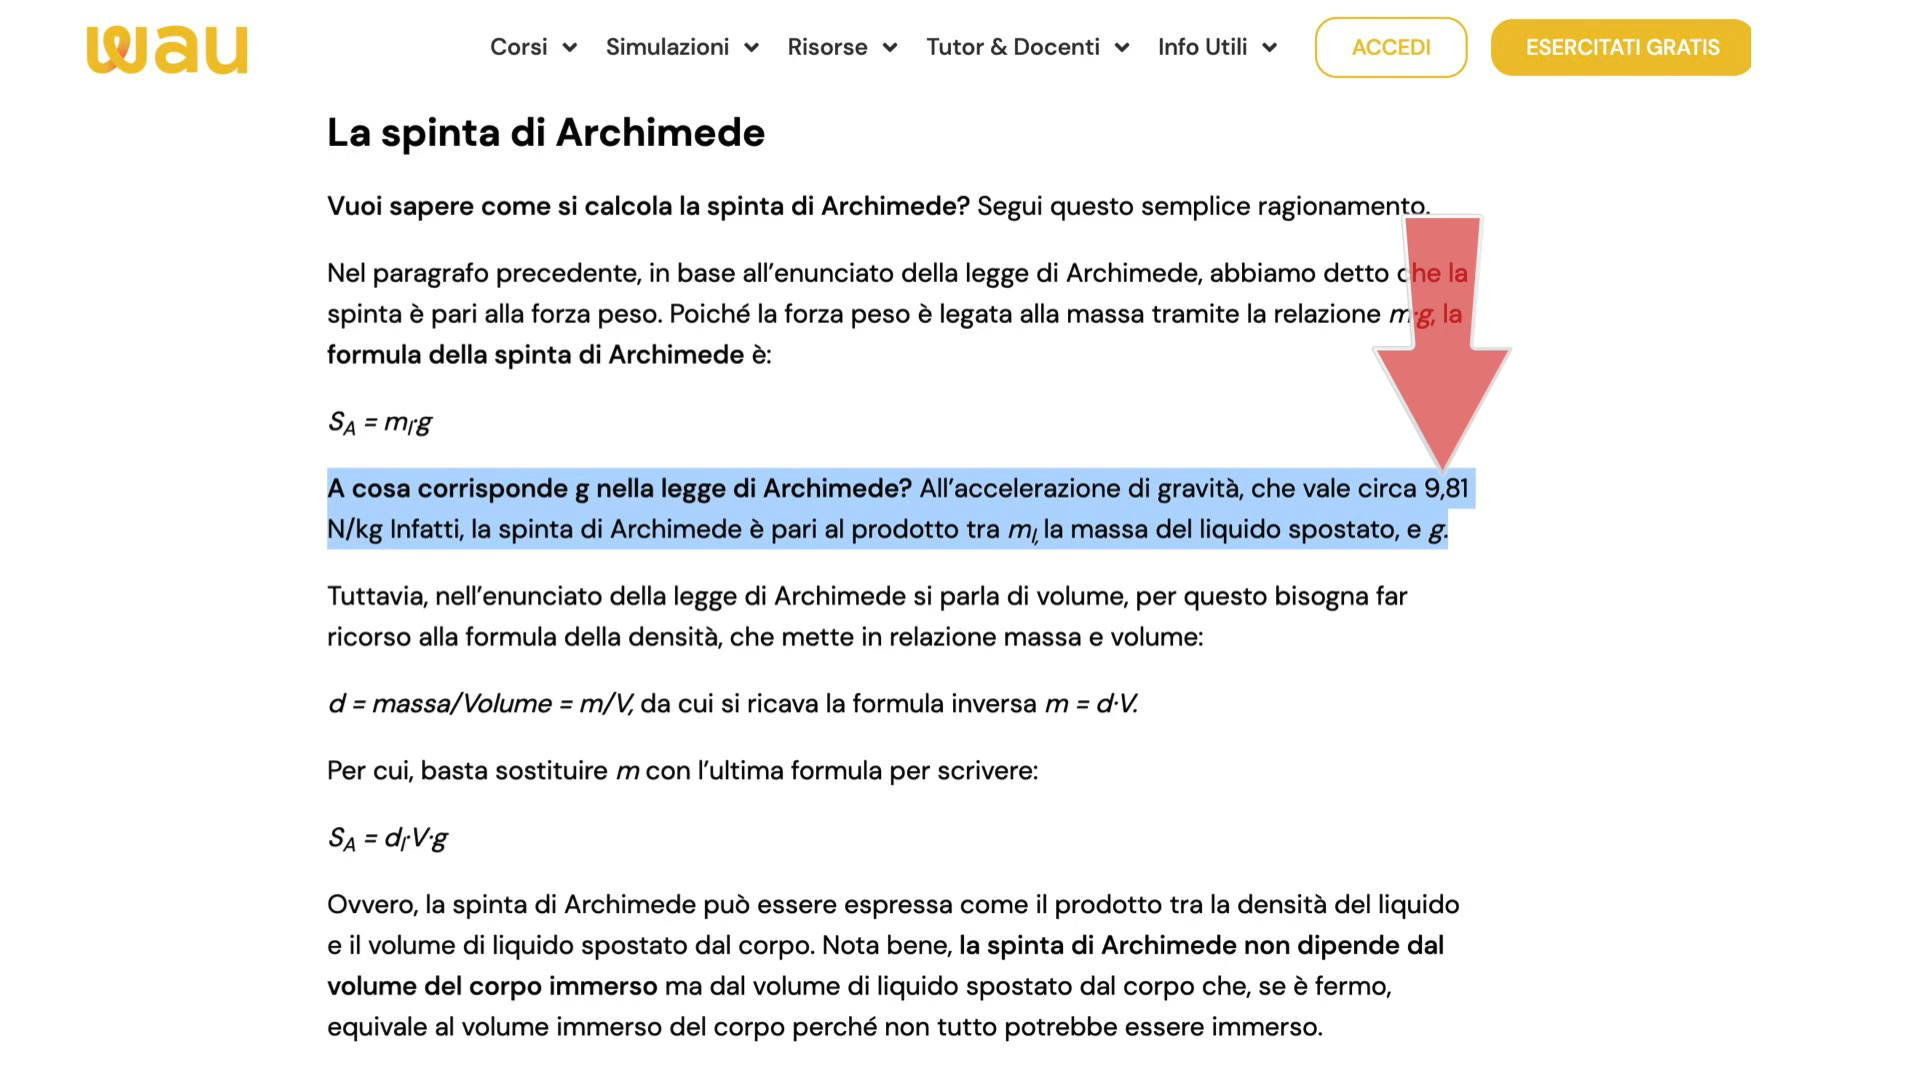 wau
Corsi Simulazioni Risorse Tutor & Docenti Info Utili ACCEDI ESERCITATI GRATIS
La spinta di Archimede
Vuoi sapere come si calcola la spinta di Archimede? Segui questo semplice ragionamento.
Nel paragrafo precedente, in base all’enunciato della legge di Archimede, abbiamo detto che la
spinta è pari alla forza peso. Poiché la forza peso è legata alla massa tramite la relazione m·g, la
formula della spinta di Archimede è:
S_A = m_l·g
A cosa corrisponde g nella legge di Archimede? All’accelerazione di gravità, che vale circa 9,81
N/kg Infatti, la spinta di Archimede è pari al prodotto tra m_l, la massa del liquido spostato, e g.
Tuttavia, nell’enunciato della legge di Archimede si parla di volume, per questo bisogna far
ricorso alla formula della densità, che mette in relazione massa e volume:
d = massa/Volume = m/V, da cui si ricava la formula inversa m = d·V.
Per cui, basta sostituire m con l’ultima formula per scrivere:
S_A = d_l·V·g
Ovvero, la spinta di Archimede può essere espressa come il prodotto tra la densità del liquido
e il volume di liquido spostato dal corpo. Nota bene, la spinta di Archimede non dipende dal
volume del corpo immerso ma dal volume di liquido spostato dal corpo che, se è fermo,
equivale al volume immerso del corpo perché non tutto potrebbe essere immerso.